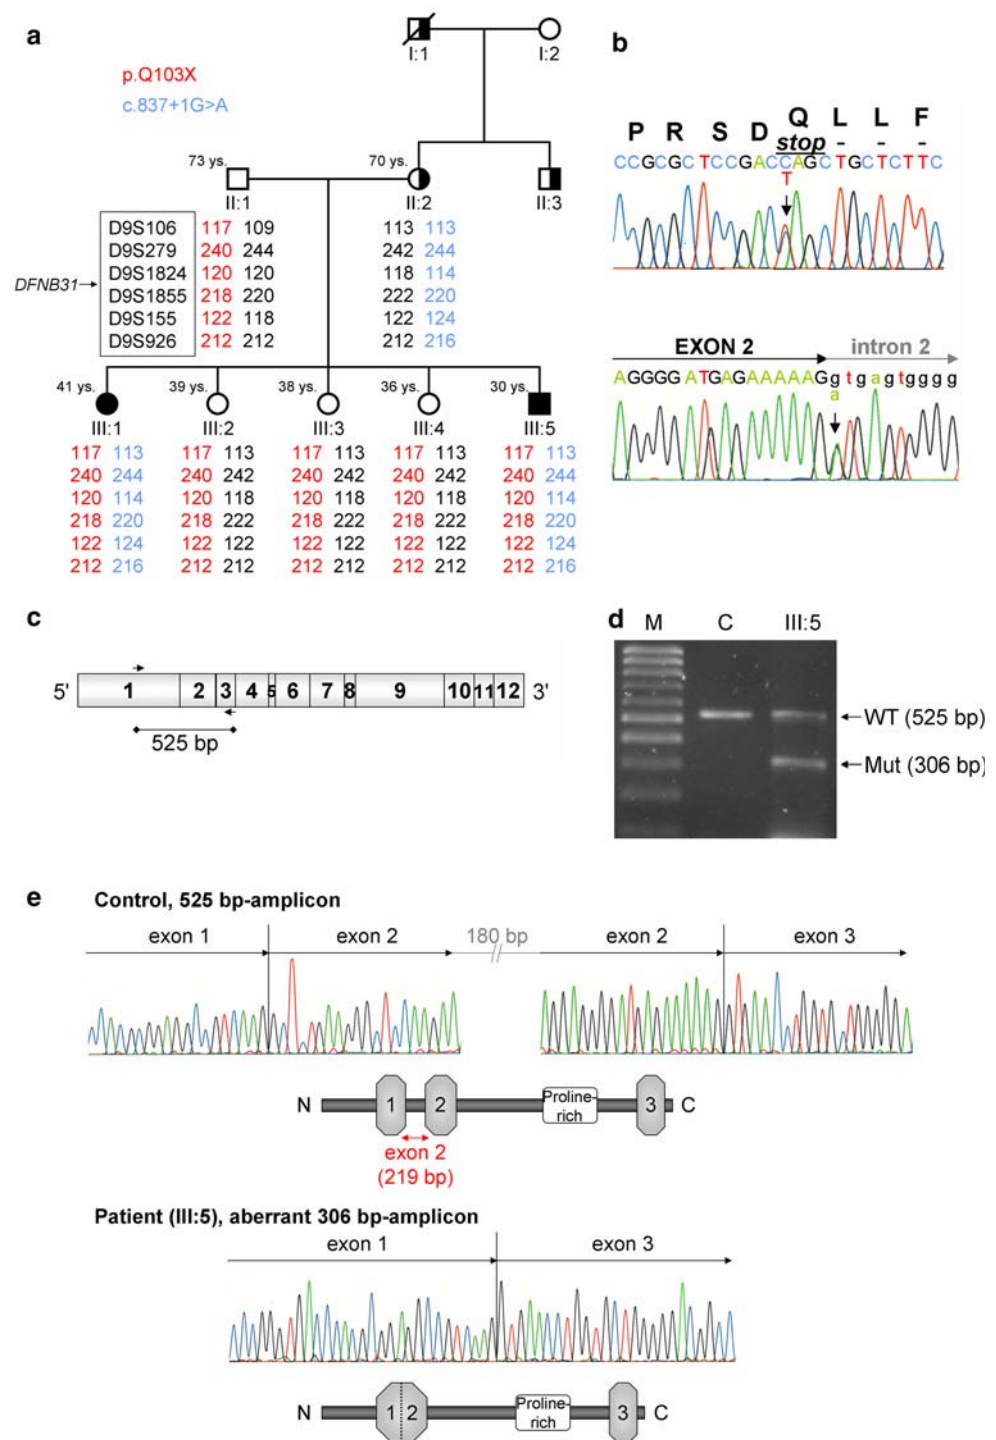 a
p.Q103X
c.837+1G>A
I:1
I:2
73 ys.
70 ys.
II:1
II:2
II:3
DFNB31
D9S106 117 109 113 113
D9S279 240 244 242 244
D9S1824 120 120 118 114
D9S1855 218 220 222 220
D9S155 122 118 122 124
D9S926 212 212 212 216
41 ys.
39 ys.
38 ys.
36 ys.
30 ys.
III:1 III:2 III:3 III:4 III:5
117 113 117 113 117 113 117 113 117 113
240 244 240 242 240 242 240 242 240 244
120 114 120 118 120 118 120 118 120 114
218 220 218 222 218 222 218 222 218 220
122 124 122 122 122 122 122 122 122 124
212 216 212 212 212 212 212 212 212 216
b
P R S D Q L L F
stop - - -
CCGCGCTCCGACCAGCTGCTCTTC
T
EXON 2 intron 2
AGGGGATGAGAAAAAGgtgagtgggg
a
c
5' 1 2 3 4 5 6 7 8 9 10 11 12 3'
525 bp
d
M C III:5
WT (525 bp)
Mut (306 bp)
e
Control, 525 bp-amplicon
exon 1 exon 2 180 bp exon 2 exon 3
N 1 2 Proline-rich 3 C
exon 2
(219 bp)
Patient (III:5), aberrant 306 bp-amplicon
exon 1 exon 3
N 1 2 Proline-rich 3 C